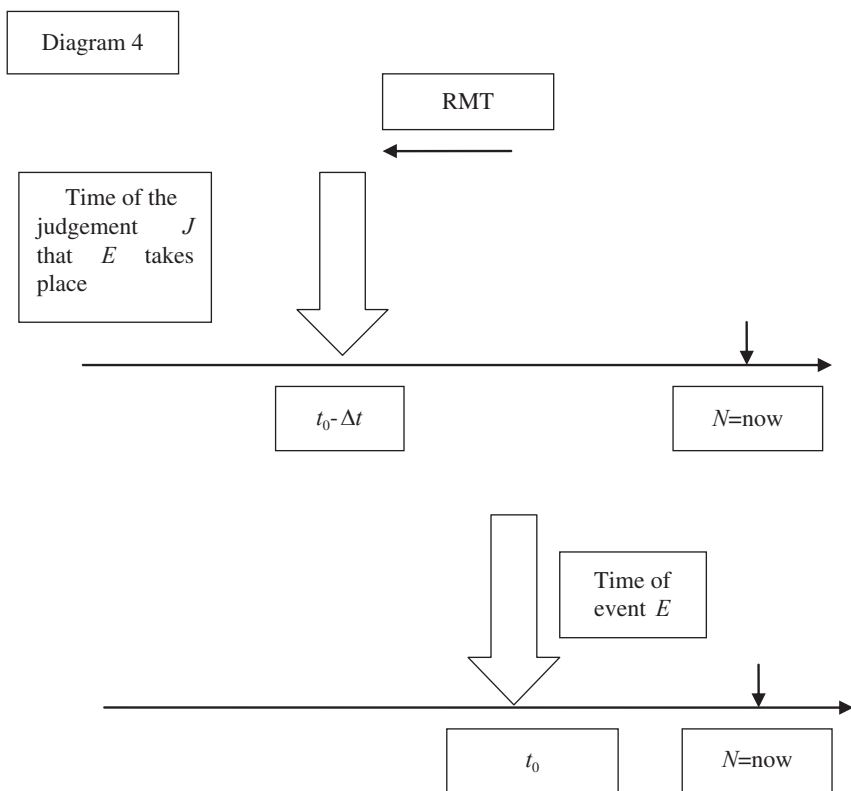 Diagram 4
RMT
Time of the
judgement J
that E takes
place
t₀-Δt
N=now
Time of
event E
t₀
N=now